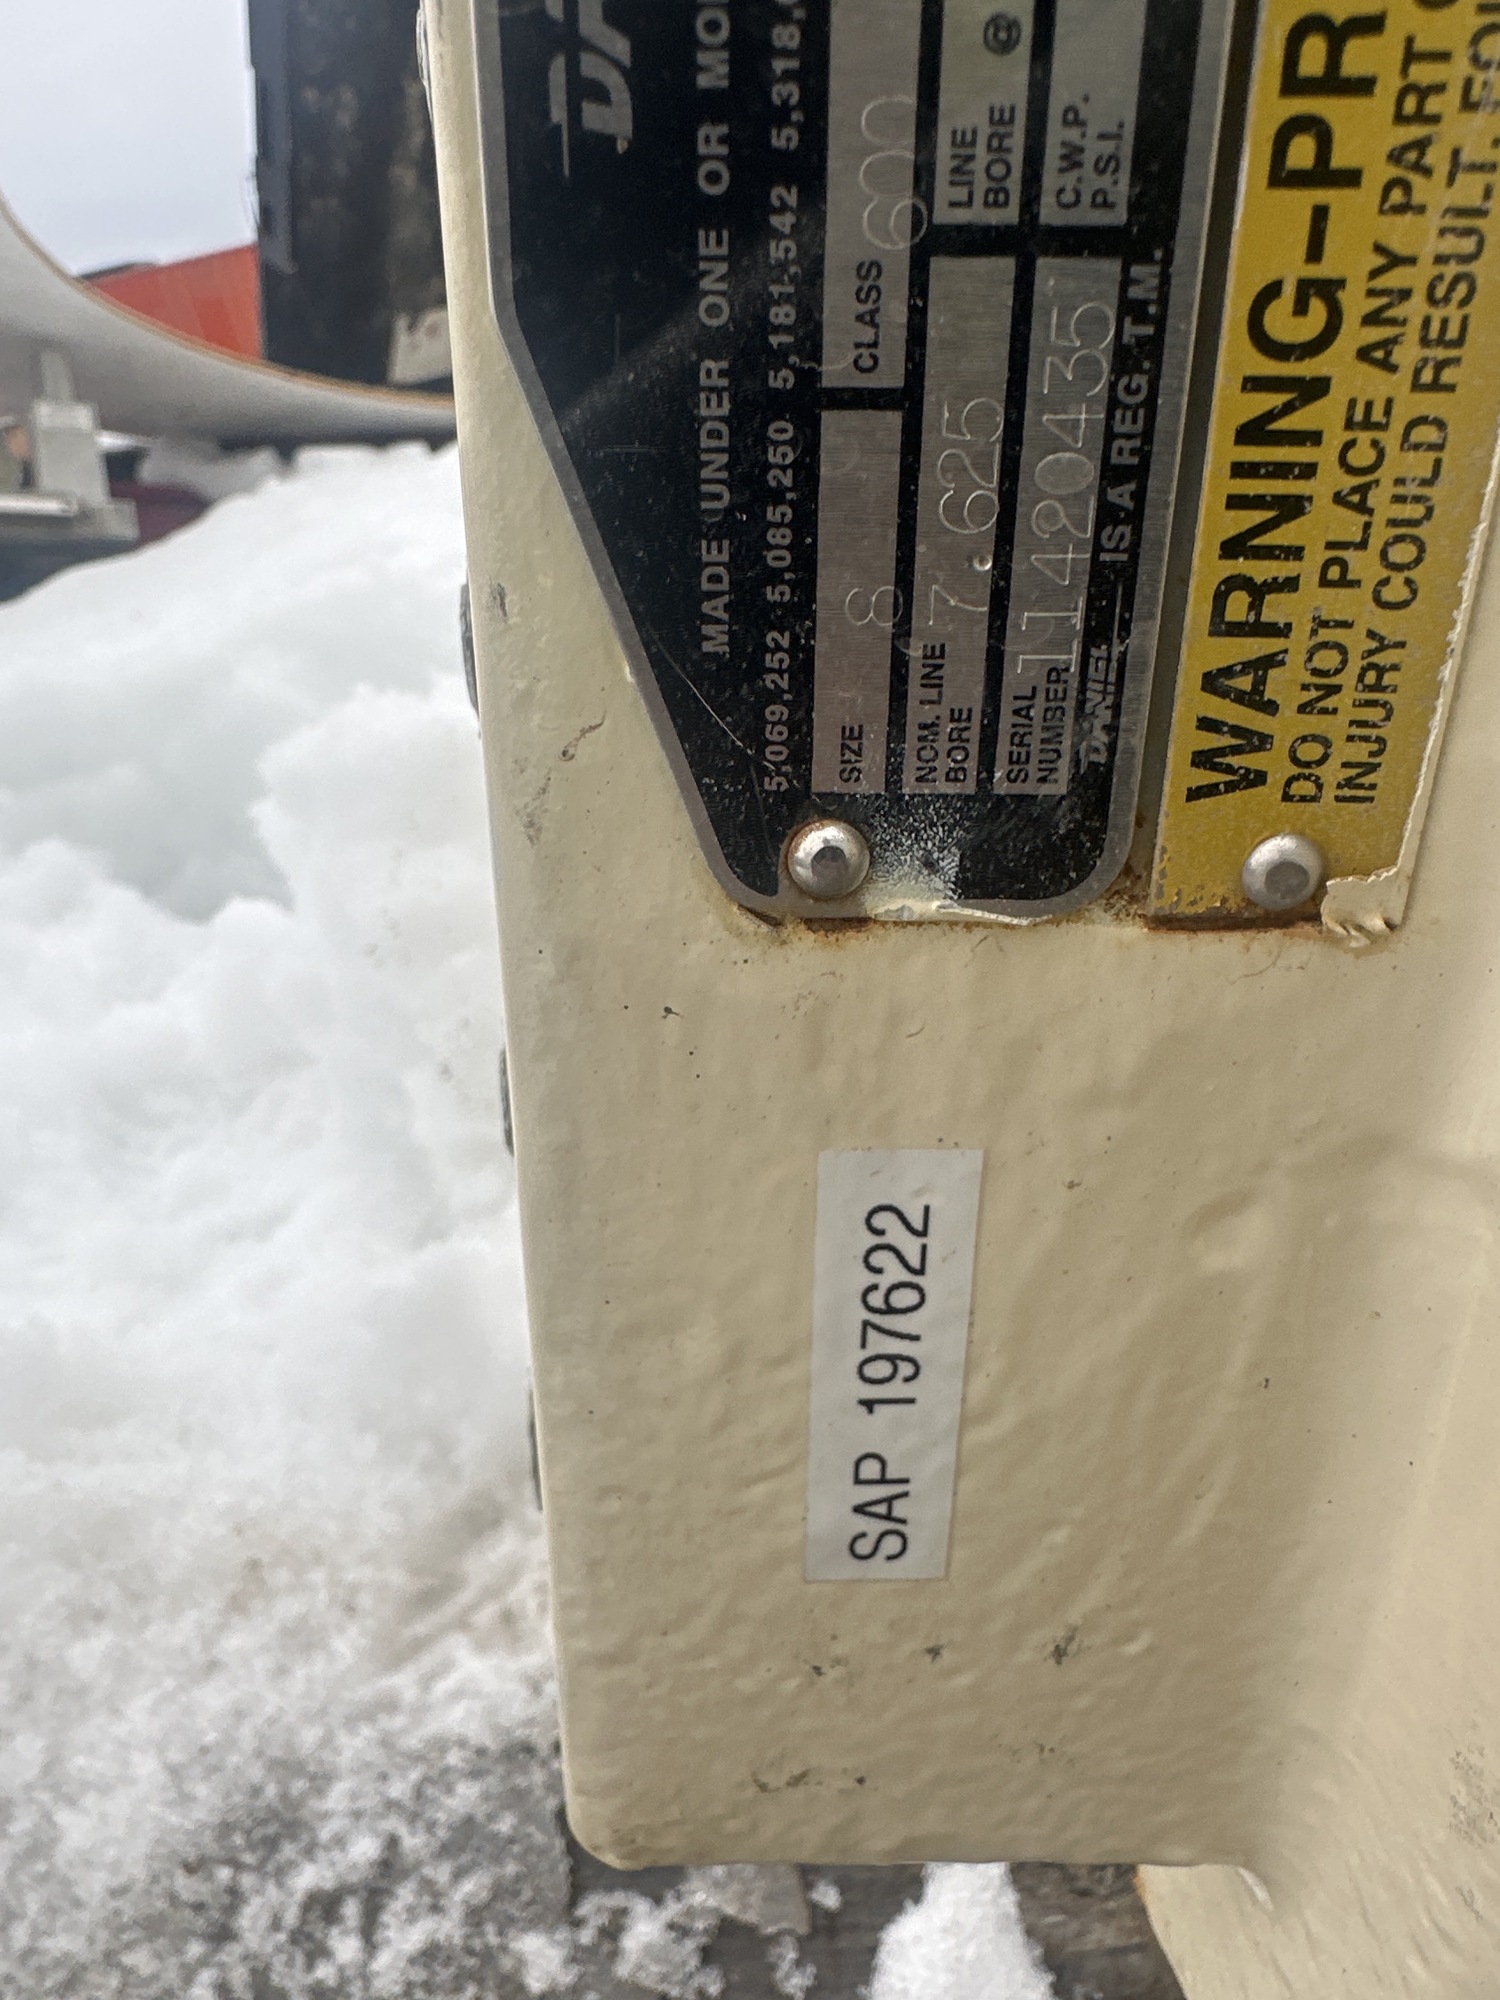 DA
MADE UNDER ONE OR MO
5,069,252 5,085,250 5,181,542 5,318,
SIZE 8
CLASS 600
NOM. LINE BORE 7.625
LINE BORE @
SERIAL NUMBER 11420435
C.W.P. P.S.I.
DANIEL IS A REG. T.M.
WARNING-PR
DO NOT PLACE ANY PART O
INJURY COULD RESULT. FO
SAP 197622